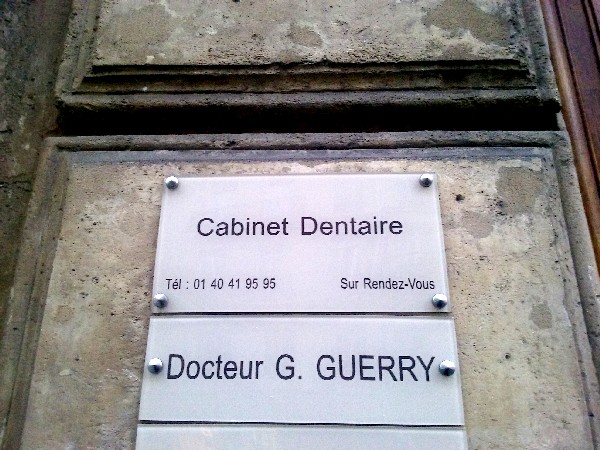 Cabinet Dentaire
Tél : 01 40 41 95 95 Sur Rendez-Vous
Docteur G. GUERRY